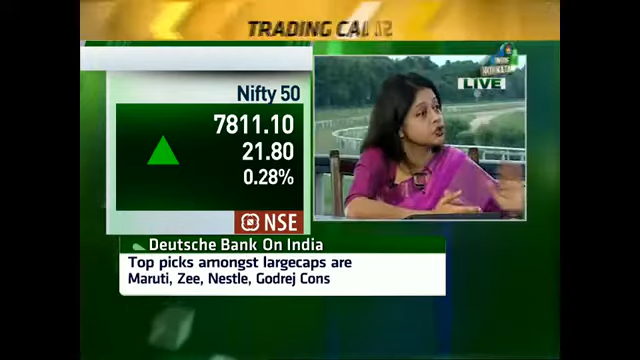 TRADING CALLS
Nifty 50
7811.10
21.80
0.28%
NSE
LIVE
Deutsche Bank On India
Top picks amongst largecaps are
Maruti, Zee, Nestle, Godrej Cons